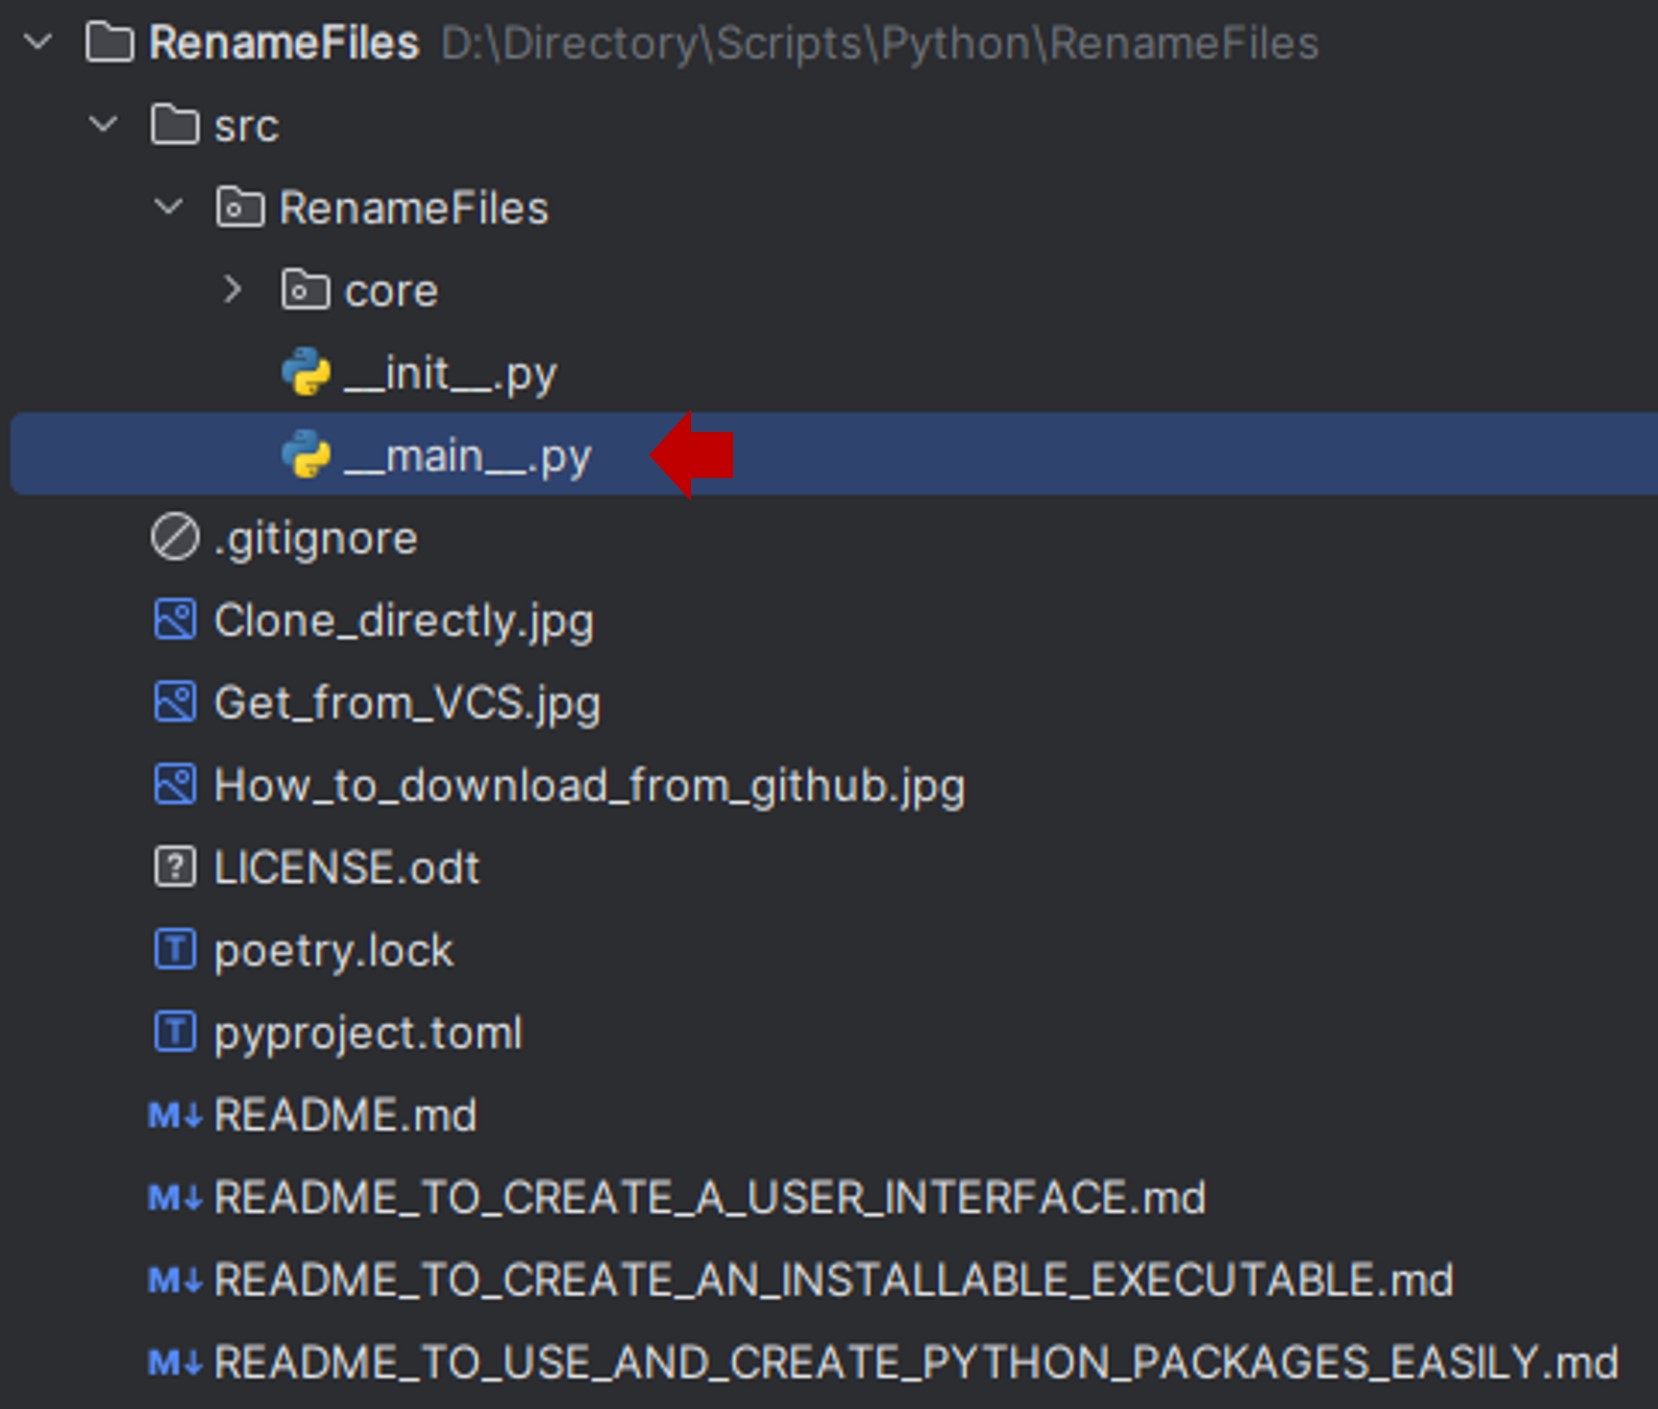 RenameFiles D:\Directory\Scripts\Python\RenameFiles
src
RenameFiles
core
__init__.py
__main__.py
.gitignore
Clone_directly.jpg
Get_from_VCS.jpg
How_to_download_from_github.jpg
LICENSE.odt
poetry.lock
pyproject.toml
README.md
README_TO_CREATE_A_USER_INTERFACE.md
README_TO_CREATE_AN_INSTALLABLE_EXECUTABLE.md
README_TO_USE_AND_CREATE_PYTHON_PACKAGES_EASILY.md